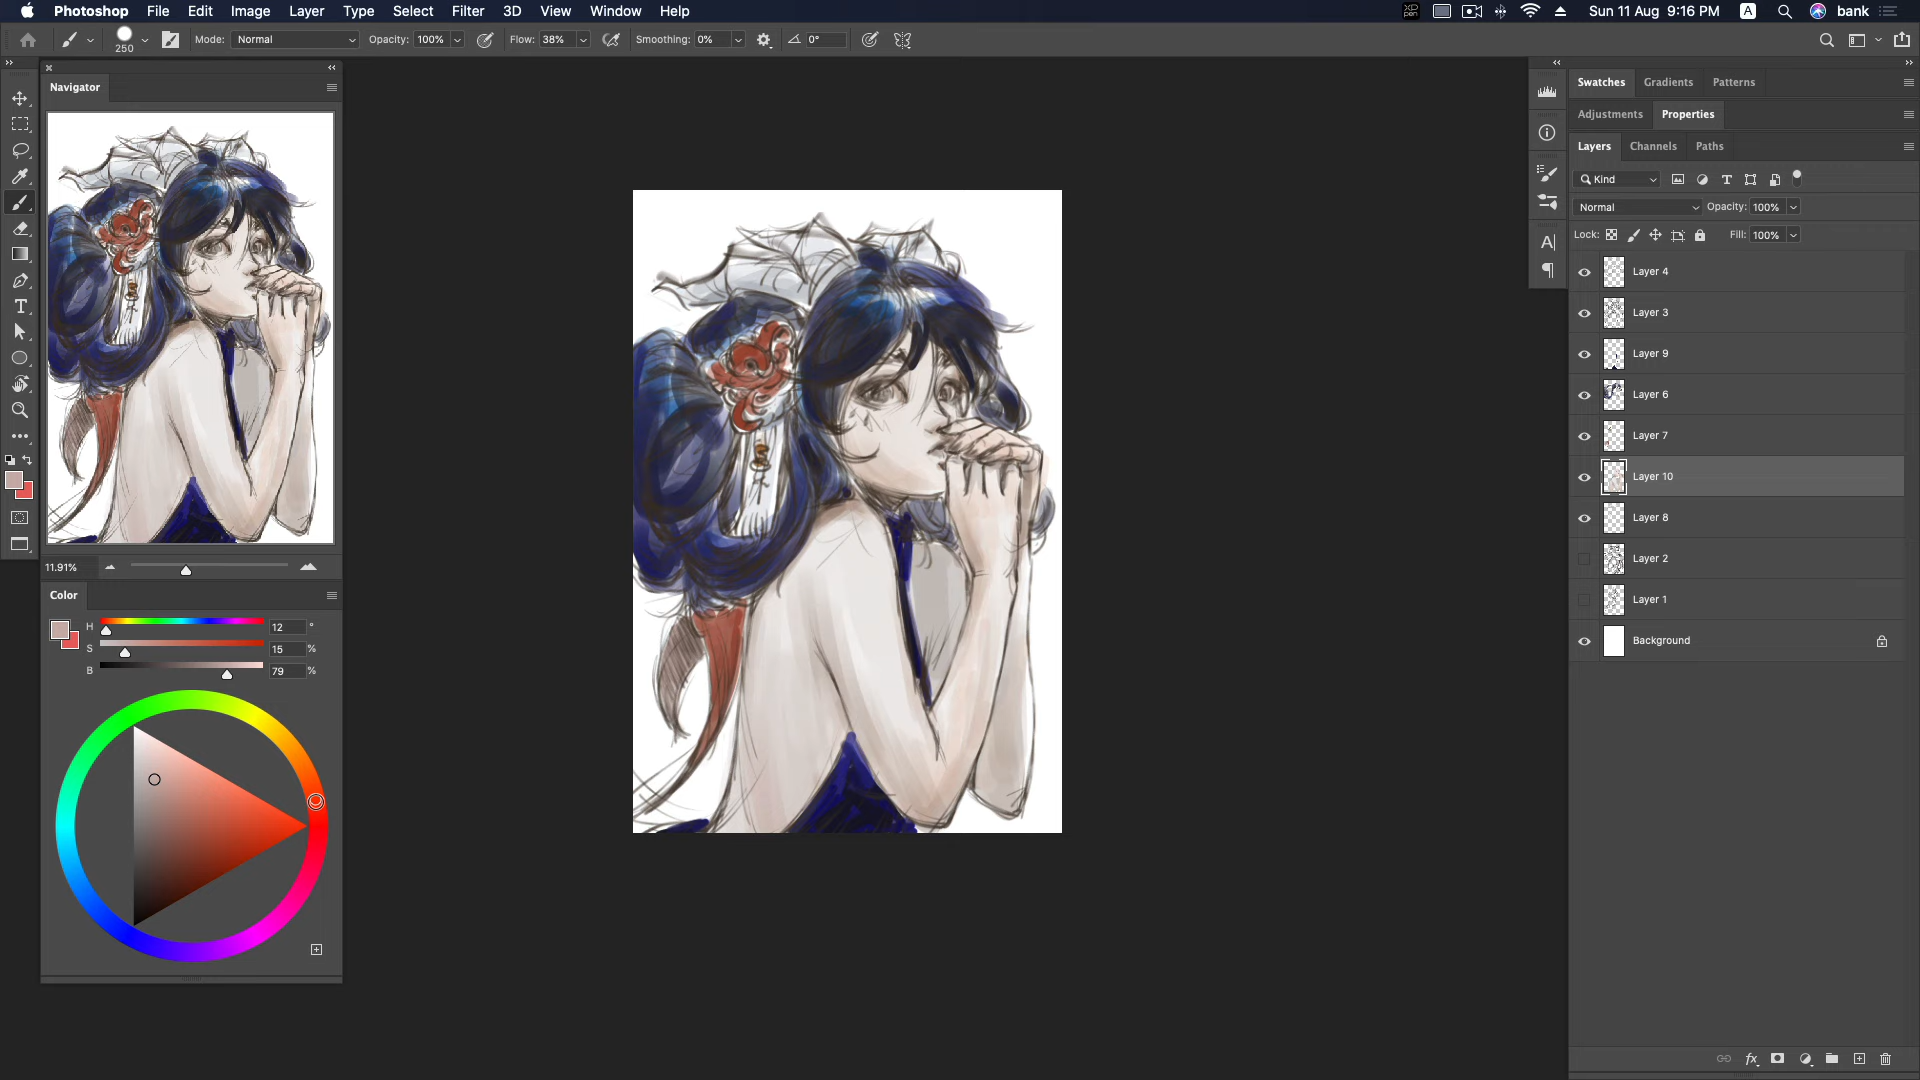 Photoshop File Edit Image Layer Type Select Filter 3D View Window Help
XD pen
Sun 11 Aug 9:16 PM A bank
250
Mode: Normal Opacity: 100% Flow: 38% Smoothing: 0% 0°
Navigator
11.91%
Color
H 12 °
S 15 %
B 79 %
Swatches Gradients Patterns
Adjustments Properties
Layers Channels Paths
Kind
Normal Opacity: 100%
Lock: Fill: 100%
Layer 4
Layer 3
Layer 9
Layer 6
Layer 7
Layer 10
Layer 8
Layer 2
Layer 1
Background
fx